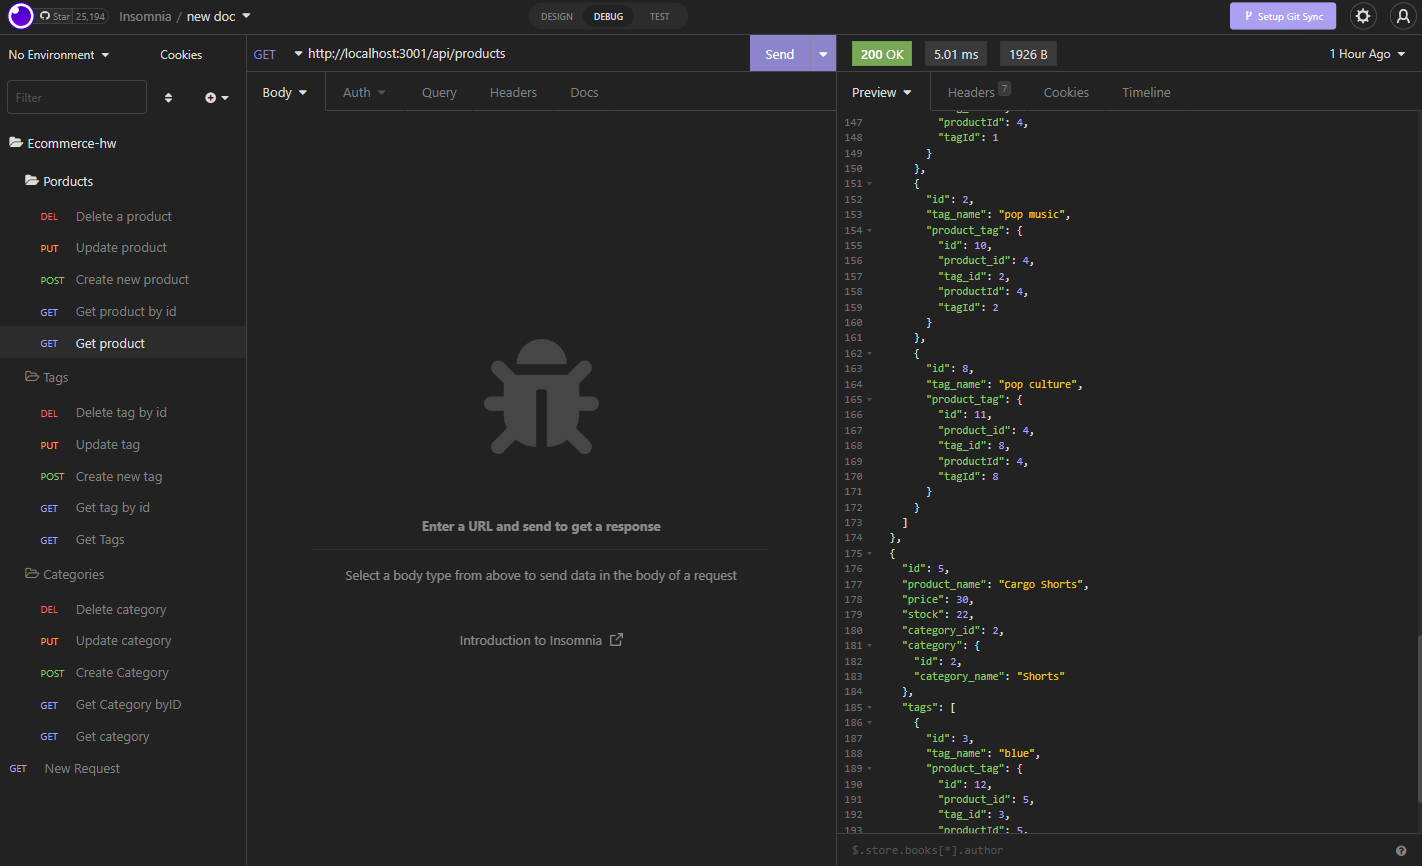 Star 25,194 Insomnia / new doc DESIGN DEBUG TEST Setup Git Sync
No Environment Cookies
Filter
Ecommerce-hw
Porducts
DEL Delete a product
PUT Update product
POST Create new product
GET Get product by id
GET Get product
Tags
DEL Delete tag by id
PUT Update tag
POST Create new tag
GET Get tag by id
GET Get Tags
Categories
DEL Delete category
PUT Update category
POST Create Category
GET Get Category byID
GET Get category
GET New Request
GET http://localhost:3001/api/products Send
Body Auth Query Headers Docs
Enter a URL and send to get a response
Select a body type from above to send data in the body of a request
Introduction to Insomnia
200 OK 5.01 ms 1926 B 1 Hour Ago
Preview Headers 7 Cookies Timeline
147 "productId": 4,
148 "tagId": 1
149 }
150 },
151 {
152 "id": 2,
153 "tag_name": "pop music",
154 "product_tag": {
155 "id": 10,
156 "product_id": 4,
157 "tag_id": 2,
158 "productId": 4,
159 "tagId": 2
160 }
161 },
162 {
163 "id": 8,
164 "tag_name": "pop culture",
165 "product_tag": {
166 "id": 11,
167 "product_id": 4,
168 "tag_id": 8,
169 "productId": 4,
170 "tagId": 8
171 }
172 }
173 ]
174 },
175 {
176 "id": 5,
177 "product_name": "Cargo Shorts",
178 "price": 30,
179 "stock": 22,
180 "category_id": 2,
181 "category": {
182 "id": 2,
183 "category_name": "Shorts"
184 },
185 "tags": [
186 {
187 "id": 3,
188 "tag_name": "blue",
189 "product_tag": {
190 "id": 12,
191 "product_id": 5,
192 "tag_id": 3,
193 "productId": 5,
$.store.books[*].author